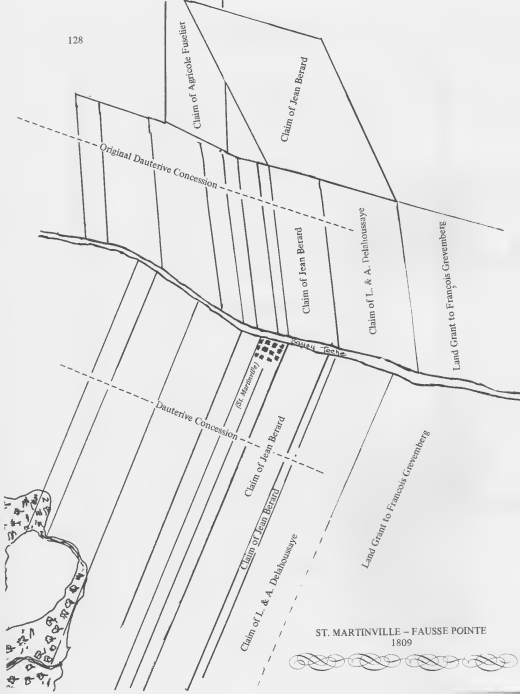 128
Claim of Agricole Fuselier
Claim of Jean Berard
Original Dauterive Concession
Claim of Jean Berard
Claim of L. & A. Delahoussaye
Land Grant to François Grevemberg
Bayou Teche
(St. Martinville)
Dauterive Concession
Claim of Jean Berard
Claim of Jean Berard
Claim of L. & A. Delahoussaye
Land Grant to Francois Grevemberg
ST. MARTINVILLE – FAUSSE POINTE
1809